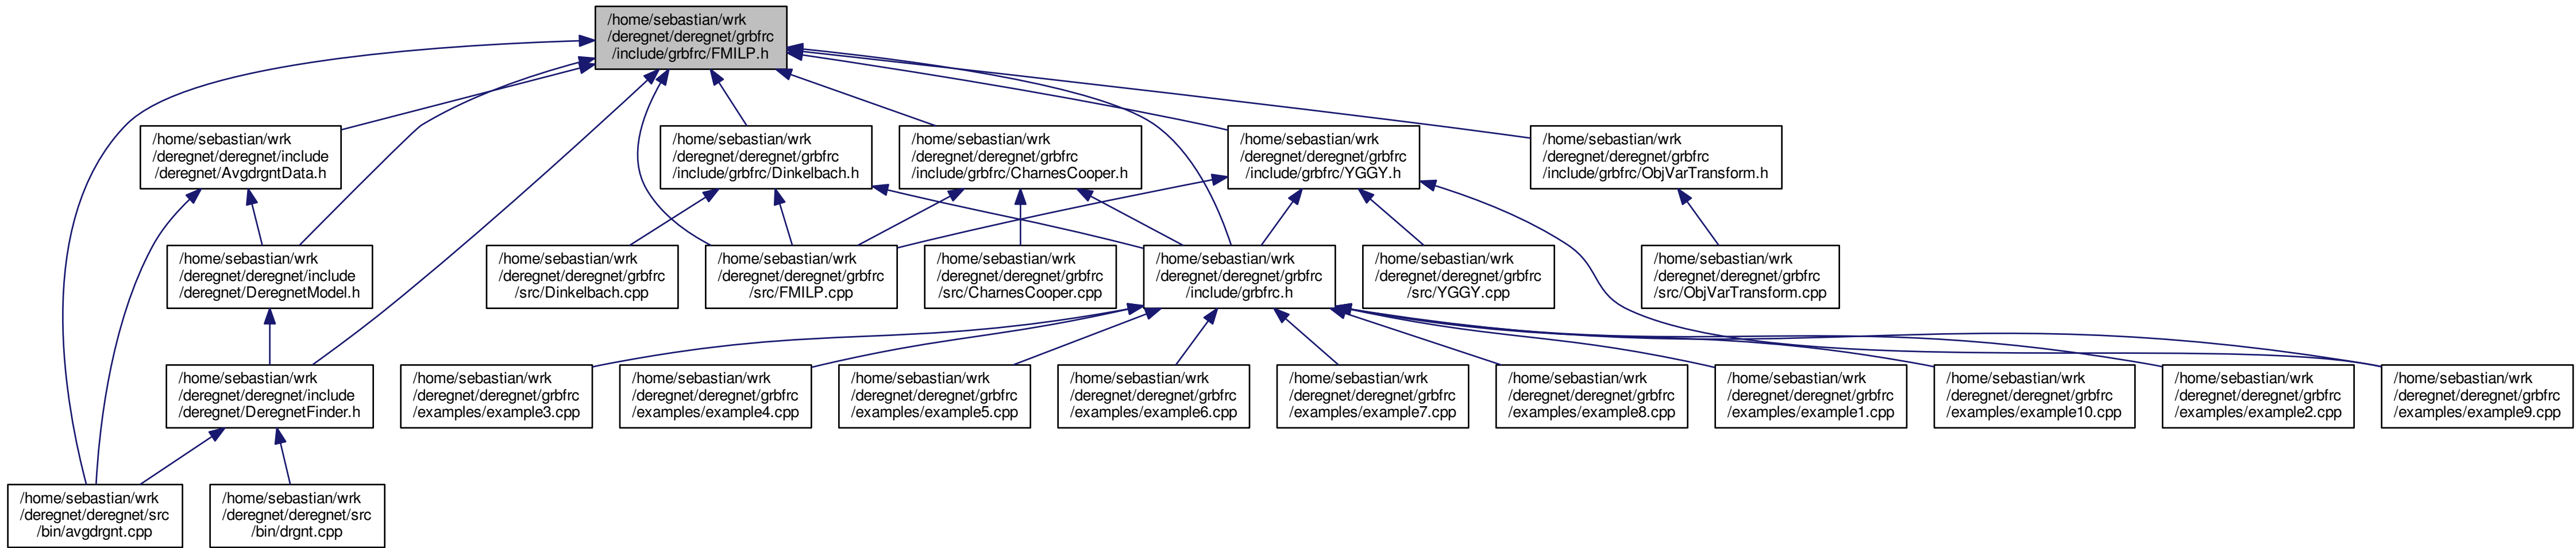 /home/sebastian/wrk
/deregnet/deregnet/grbfrc
/include/grbfrc/FMILP.h
/home/sebastian/wrk
/deregnet/deregnet/include
/deregnet/AvgdrgntData.h
/home/sebastian/wrk
/deregnet/deregnet/grbfrc
/include/grbfrc/Dinkelbach.h
/home/sebastian/wrk
/deregnet/deregnet/grbfrc
/include/grbfrc/CharnesCooper.h
/home/sebastian/wrk
/deregnet/deregnet/grbfrc
/include/grbfrc/YGGY.h
/home/sebastian/wrk
/deregnet/deregnet/grbfrc
/include/grbfrc/ObjVarTransform.h
/home/sebastian/wrk
/deregnet/deregnet/include
/deregnet/DeregnetModel.h
/home/sebastian/wrk
/deregnet/deregnet/grbfrc
/src/Dinkelbach.cpp
/home/sebastian/wrk
/deregnet/deregnet/grbfrc
/src/FMILP.cpp
/home/sebastian/wrk
/deregnet/deregnet/grbfrc
/src/CharnesCooper.cpp
/home/sebastian/wrk
/deregnet/deregnet/grbfrc
/include/grbfrc.h
/home/sebastian/wrk
/deregnet/deregnet/grbfrc
/src/YGGY.cpp
/home/sebastian/wrk
/deregnet/deregnet/grbfrc
/src/ObjVarTransform.cpp
/home/sebastian/wrk
/deregnet/deregnet/include
/deregnet/DeregnetFinder.h
/home/sebastian/wrk
/deregnet/deregnet/grbfrc
/examples/example3.cpp
/home/sebastian/wrk
/deregnet/deregnet/grbfrc
/examples/example4.cpp
/home/sebastian/wrk
/deregnet/deregnet/grbfrc
/examples/example5.cpp
/home/sebastian/wrk
/deregnet/deregnet/grbfrc
/examples/example6.cpp
/home/sebastian/wrk
/deregnet/deregnet/grbfrc
/examples/example7.cpp
/home/sebastian/wrk
/deregnet/deregnet/grbfrc
/examples/example8.cpp
/home/sebastian/wrk
/deregnet/deregnet/grbfrc
/examples/example1.cpp
/home/sebastian/wrk
/deregnet/deregnet/grbfrc
/examples/example10.cpp
/home/sebastian/wrk
/deregnet/deregnet/grbfrc
/examples/example2.cpp
/home/sebastian/wrk
/deregnet/deregnet/grbfrc
/examples/example9.cpp
/home/sebastian/wrk
/deregnet/deregnet/src
/bin/avgdrgnt.cpp
/home/sebastian/wrk
/deregnet/deregnet/src
/bin/drgnt.cpp